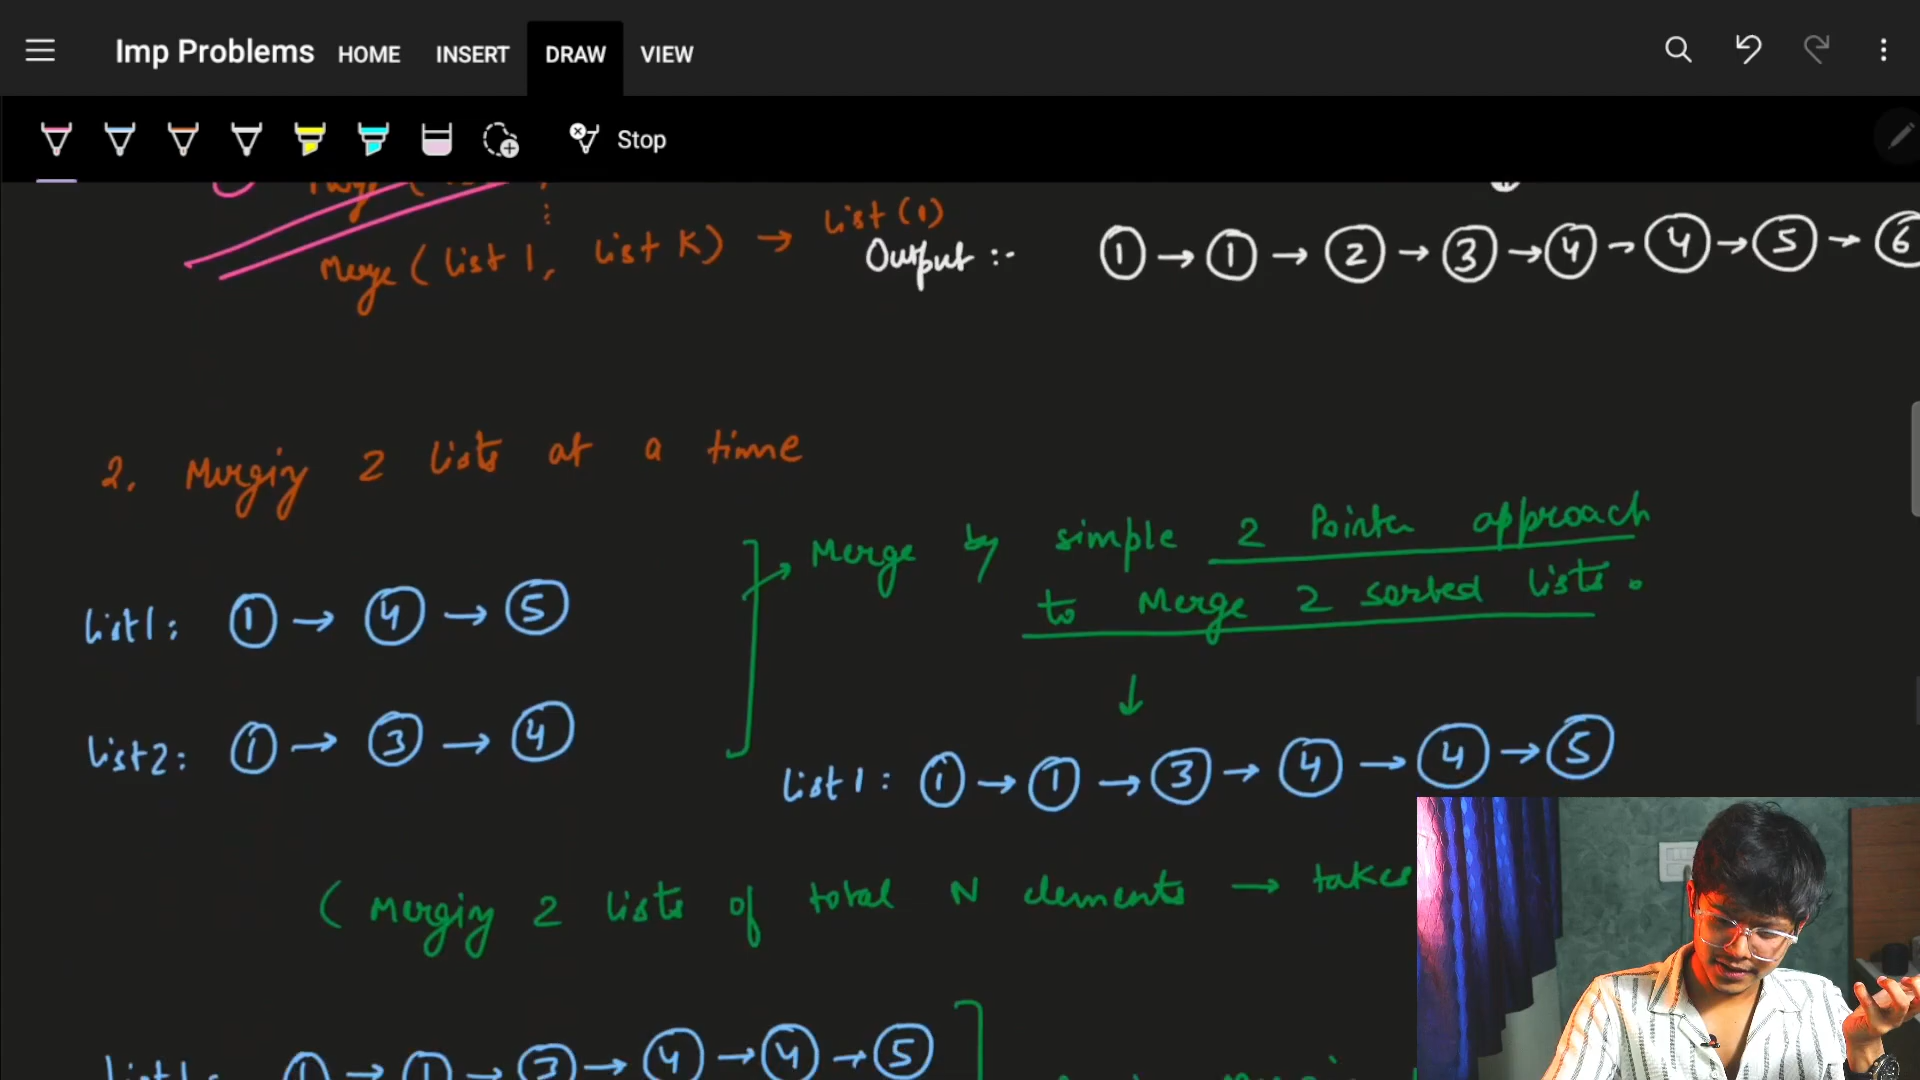 Imp Problems HOME INSERT DRAW VIEW
Stop
Merge (list 1, list K) → list (1)
Output :- 1 → 1 → 2 → 3 → 4 → 4 → 5 → 6
2. Merging 2 lists at a time
Merge by simple 2 Pointer approach
to Merge 2 sorted lists.
list1: 1 → 4 → 5
list2: 1 → 3 → 4
list1: 1 → 1 → 3 → 4 → 4 → 5
(Merging 2 lists of total N elements → takes
list1: 1 → 1 → 3 → 4 → 4 → 5